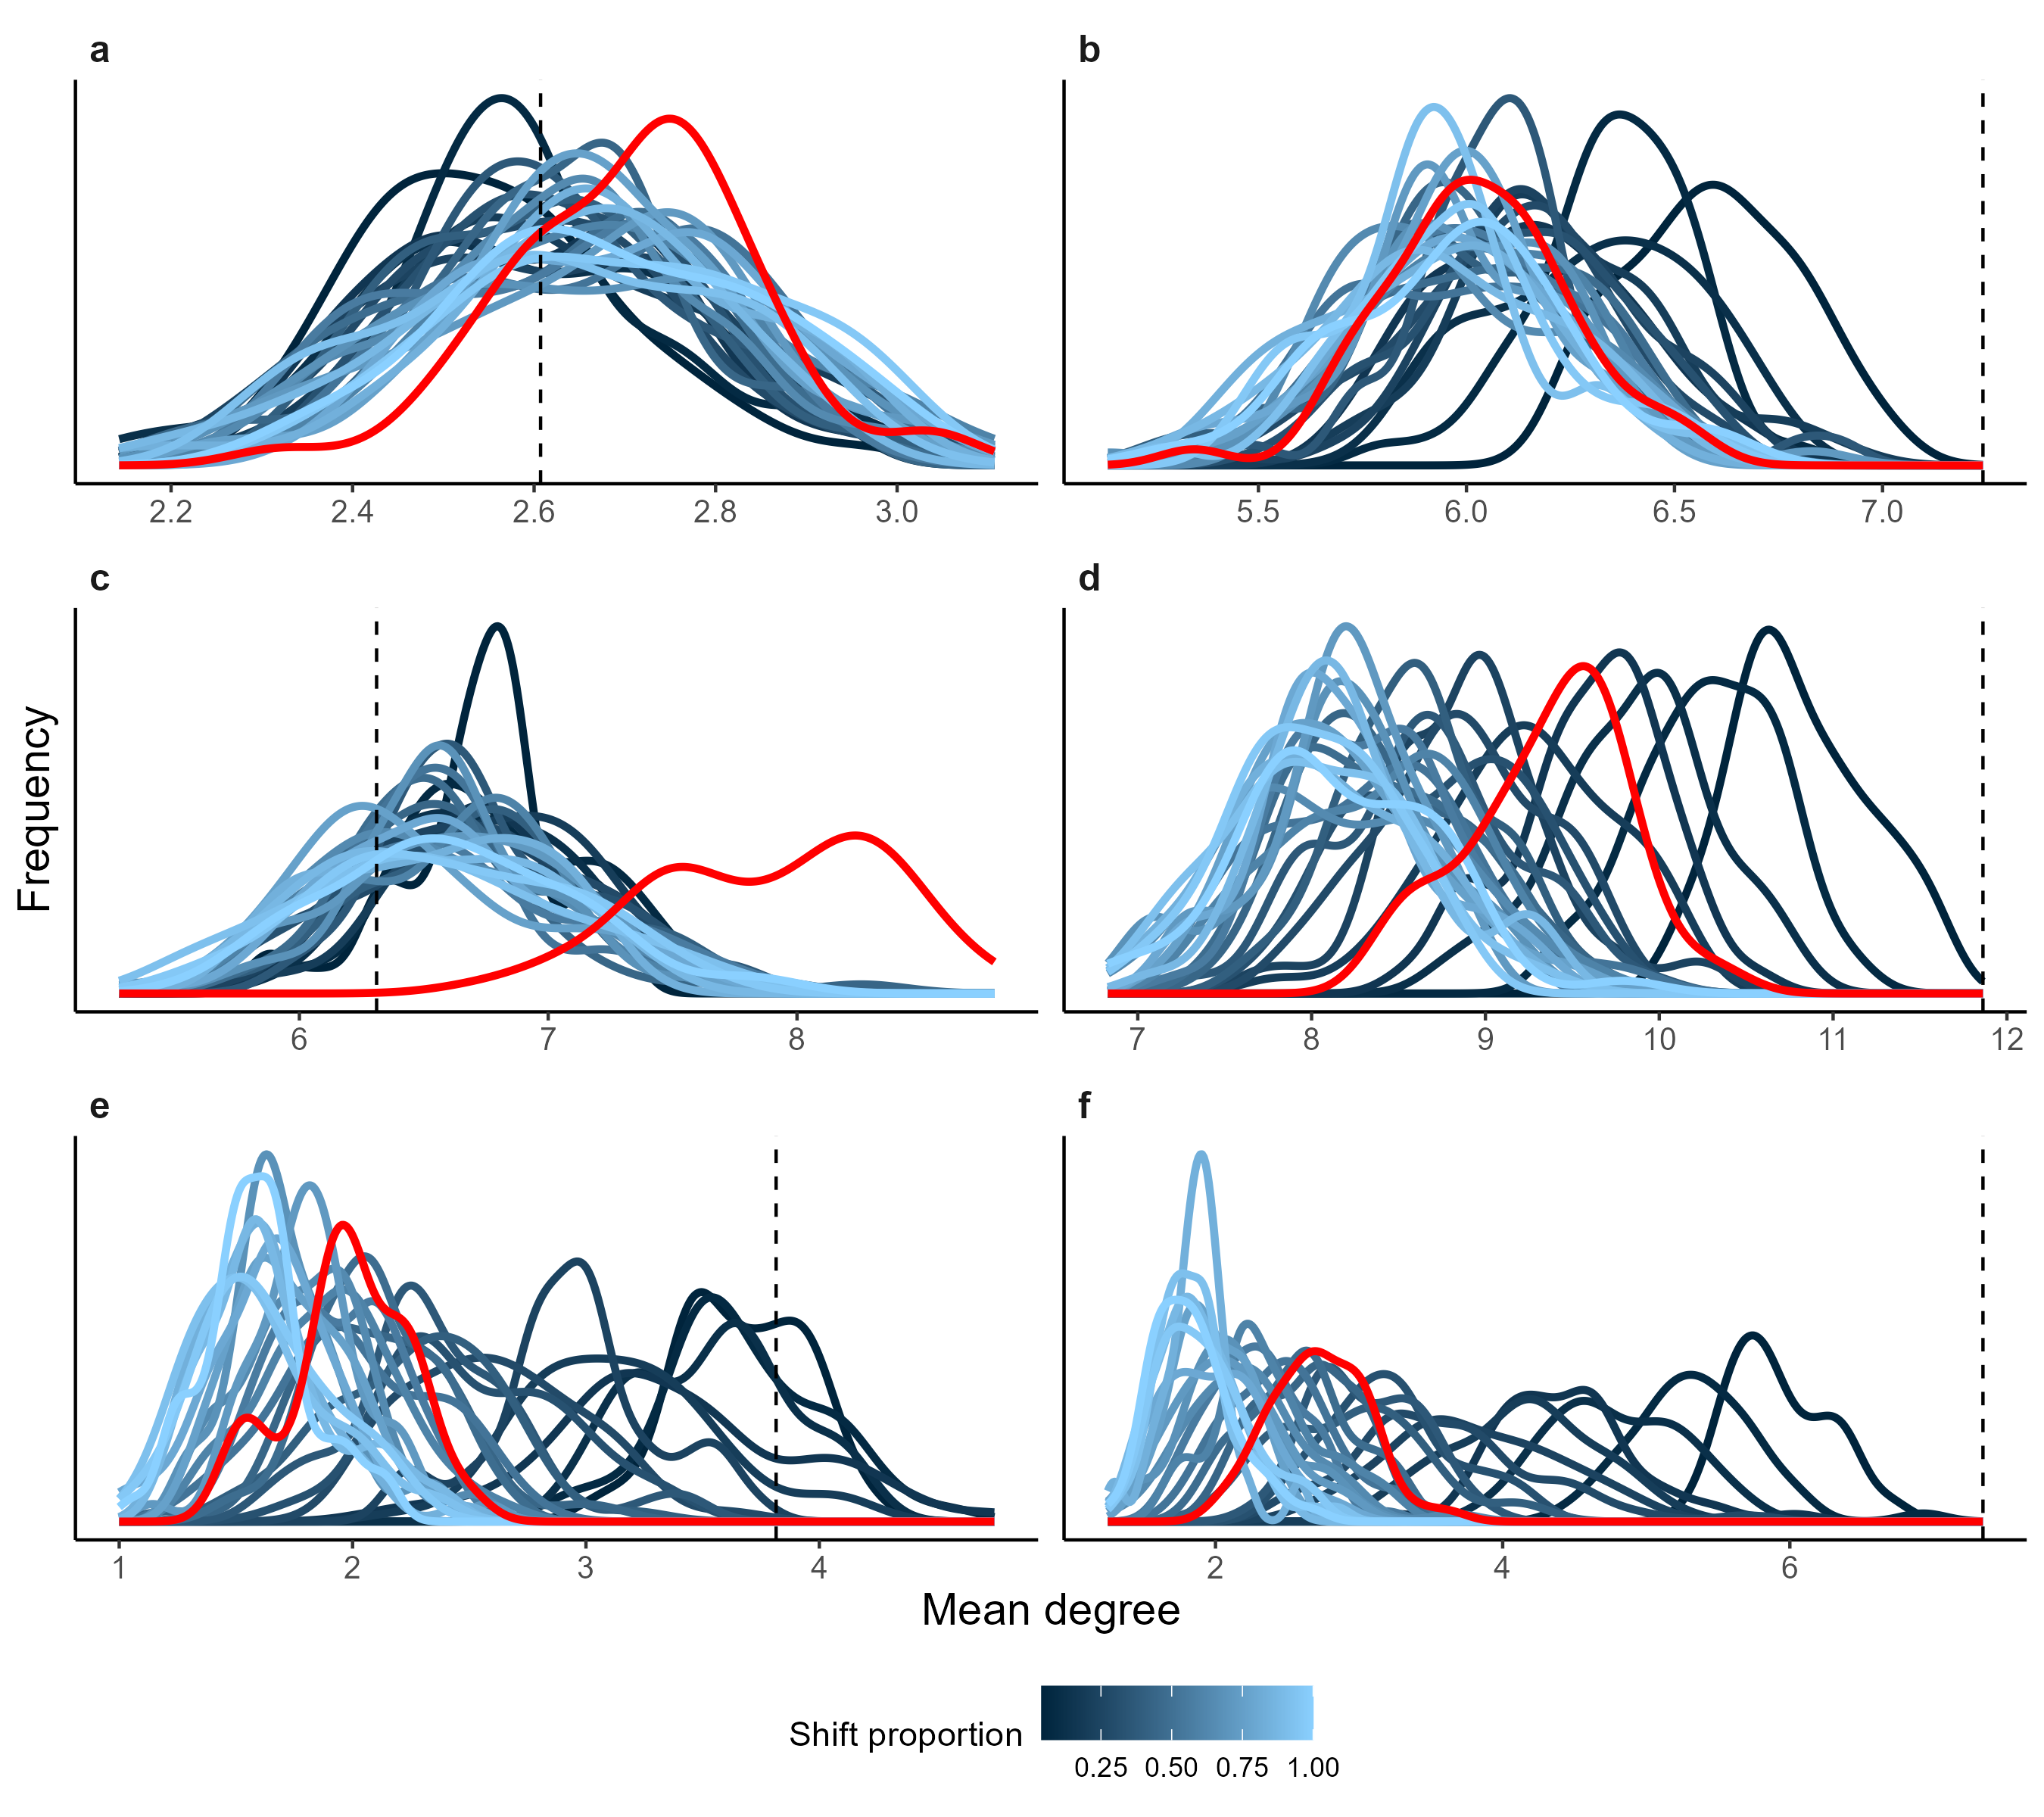 a
b
2.2 2.4 2.6 2.8 3.0
5.5 6.0 6.5 7.0
c
d
6 7 8
7 8 9 10 11 12
Frequency
e
f
1 2 3 4
2 4 6
Mean degree
Shift proportion
0.25 0.50 0.75 1.00